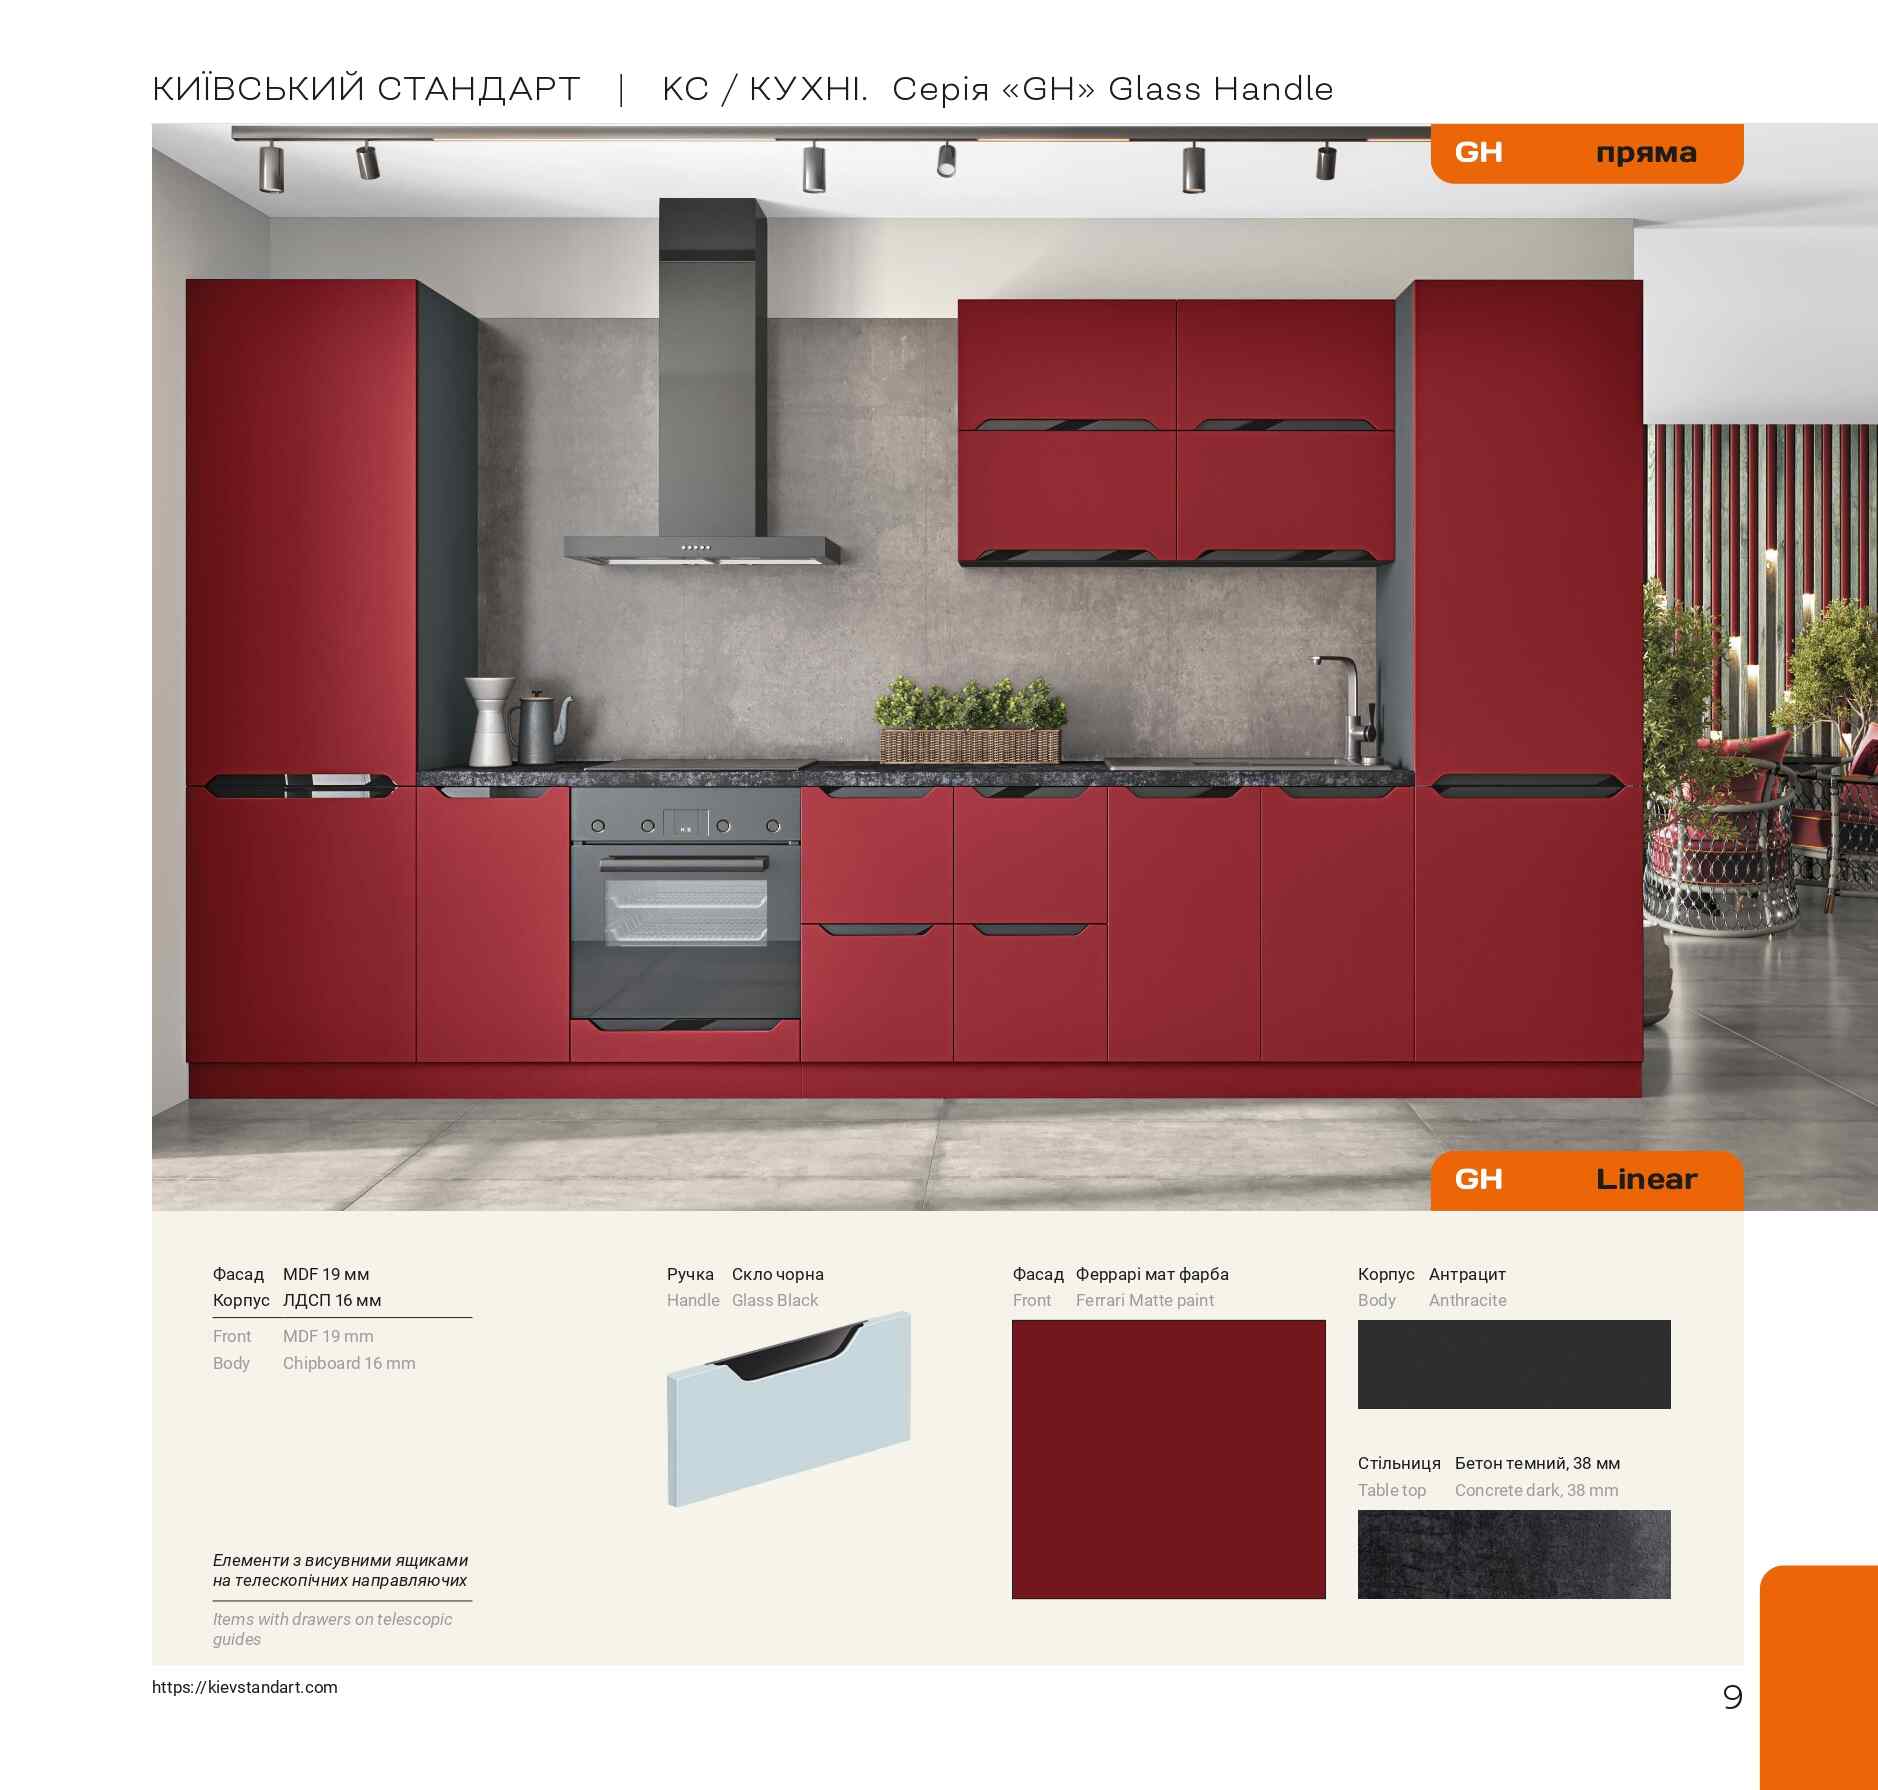 КИЇВСЬКИЙ СТАНДАРТ | КС / КУХНІ. Серія «GH» Glass Handle
GH пряма
GH Linear
Фасад MDF 19 мм
Корпус ЛДСП 16 мм
Front MDF 19 mm
Body Chipboard 16 mm
Елементи з висувними ящиками
на телескопічних направляючих
Items with drawers on telescopic
guides
Ручка Скло чорна
Handle Glass Black
Фасад Феррарі мат фарба
Front Ferrari Matte paint
Корпус Антрацит
Body Anthracite
Стільниця Бетон темний, 38 мм
Table top Concrete dark, 38 mm
https://kievstandart.com
9